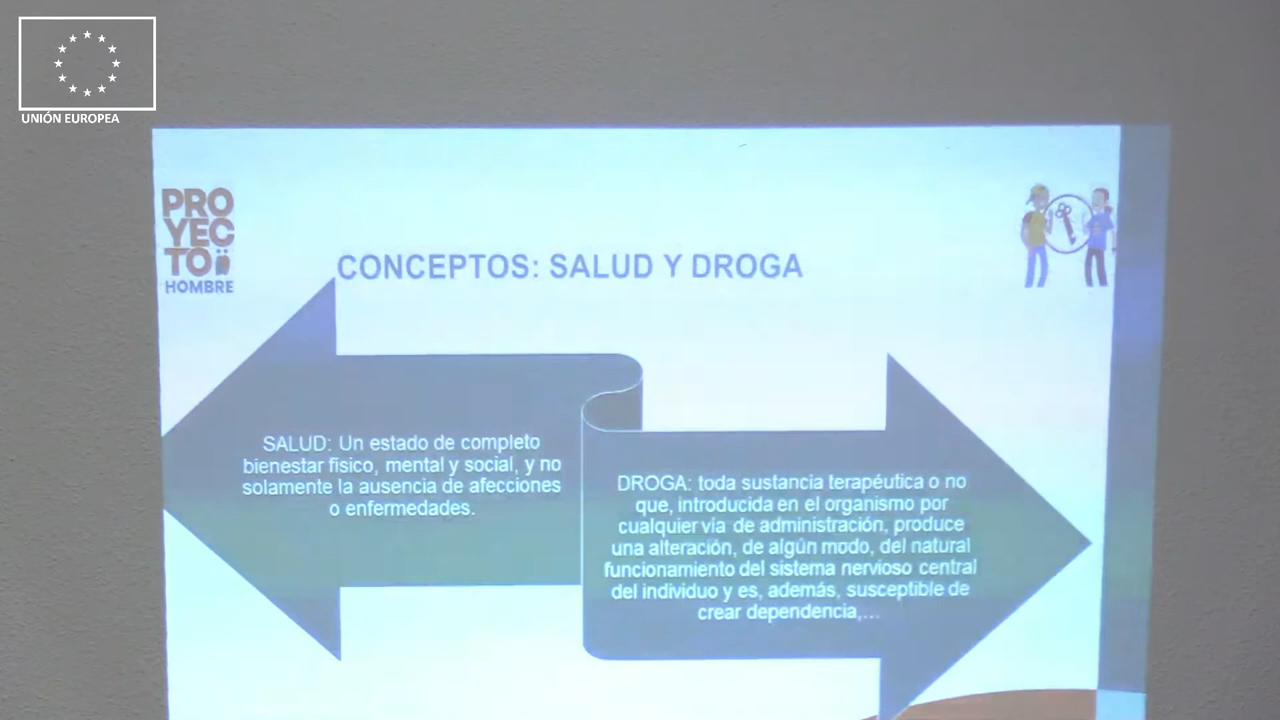 UNIÓN EUROPEA
PRO
YEC
TO
HOMBRE
CONCEPTOS: SALUD Y DROGA
SALUD: Un estado de completo
bienestar físico, mental y social, y no
solamente la ausencia de afecciones
o enfermedades.
DROGA: toda sustancia terapéutica o no
que, introducida en el organismo por
cualquier vía de administración, produce
una alteración, de algún modo, del natural
funcionamiento del sistema nervioso central
del individuo y es, además, susceptible de
crear dependencia,...